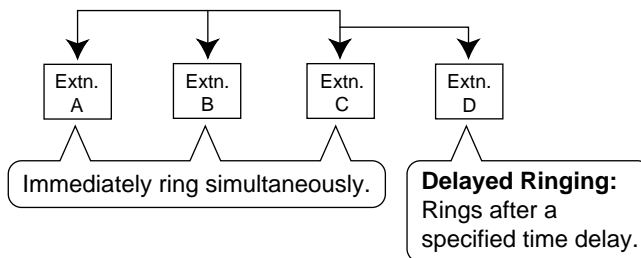 Extn.
A
Extn.
B
Extn.
C
Extn.
D
Immediately ring simultaneously.
Delayed Ringing:
Rings after a
specified time delay.